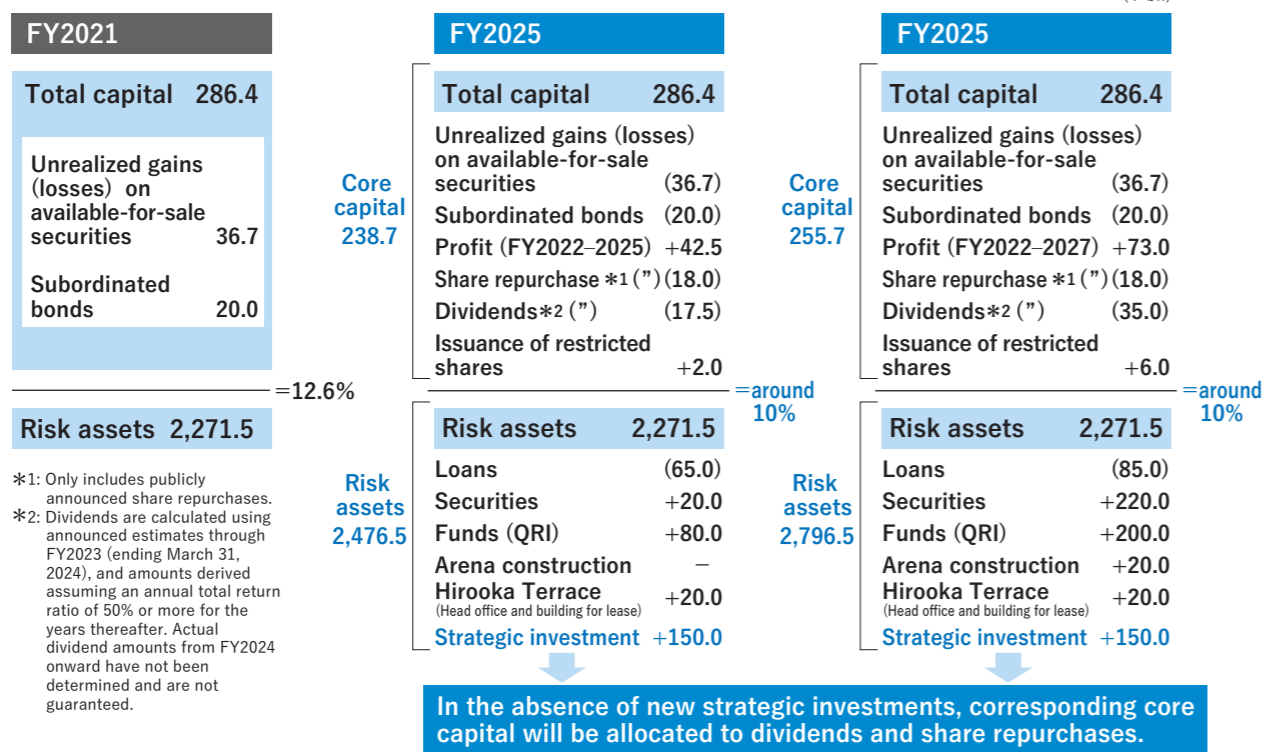 FY2021
Total capital 286.4
Unrealized gains
(losses) on
available-for-sale
securities 36.7
Subordinated
bonds 20.0
=12.6%
Risk assets 2,271.5
*1: Only includes publicly
announced share repurchases.
*2: Dividends are calculated using
announced estimates through
FY2023 (ending March 31,
2024), and amounts derived
assuming an annual total return
ratio of 50% or more for the
years thereafter. Actual
dividend amounts from FY2024
onward have not been
determined and are not
guaranteed.
FY2025
Core
capital
238.7
Total capital 286.4
Unrealized gains (losses)
on available-for-sale
securities (36.7)
Subordinated bonds (20.0)
Profit (FY2022–2025) +42.5
Share repurchase *1 (”) (18.0)
Dividends*2 (”) (17.5)
Issuance of restricted
shares +2.0
=around
10%
Risk
assets
2,476.5
Risk assets 2,271.5
Loans (65.0)
Securities +20.0
Funds (QRI) +80.0
Arena construction –
Hirooka Terrace +20.0
(Head office and building for lease)
Strategic investment +150.0
FY2025
Core
capital
255.7
Total capital 286.4
Unrealized gains (losses)
on available-for-sale
securities (36.7)
Subordinated bonds (20.0)
Profit (FY2022–2027) +73.0
Share repurchase *1 (”) (18.0)
Dividends*2 (”) (35.0)
Issuance of restricted
shares +6.0
=around
10%
Risk
assets
2,796.5
Risk assets 2,271.5
Loans (85.0)
Securities +220.0
Funds (QRI) +200.0
Arena construction +20.0
Hirooka Terrace +20.0
(Head office and building for lease)
Strategic investment +150.0
In the absence of new strategic investments, corresponding core
capital will be allocated to dividends and share repurchases.